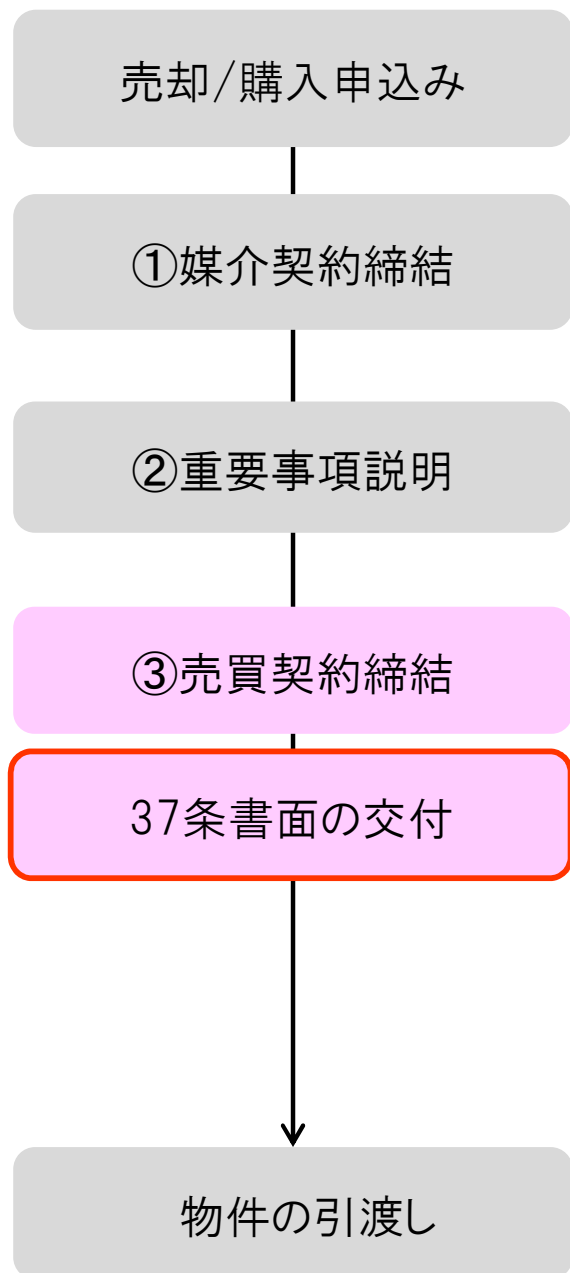 売却/購入申込み
①媒介契約締結
②重要事項説明
③売買契約締結
37条書面の交付
物件の引渡し